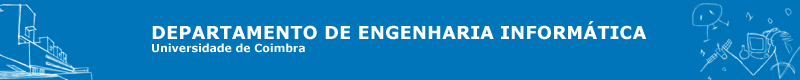 DEPARTAMENTO DE ENGENHARIA INFORMÁTICA
Universidade de Coimbra